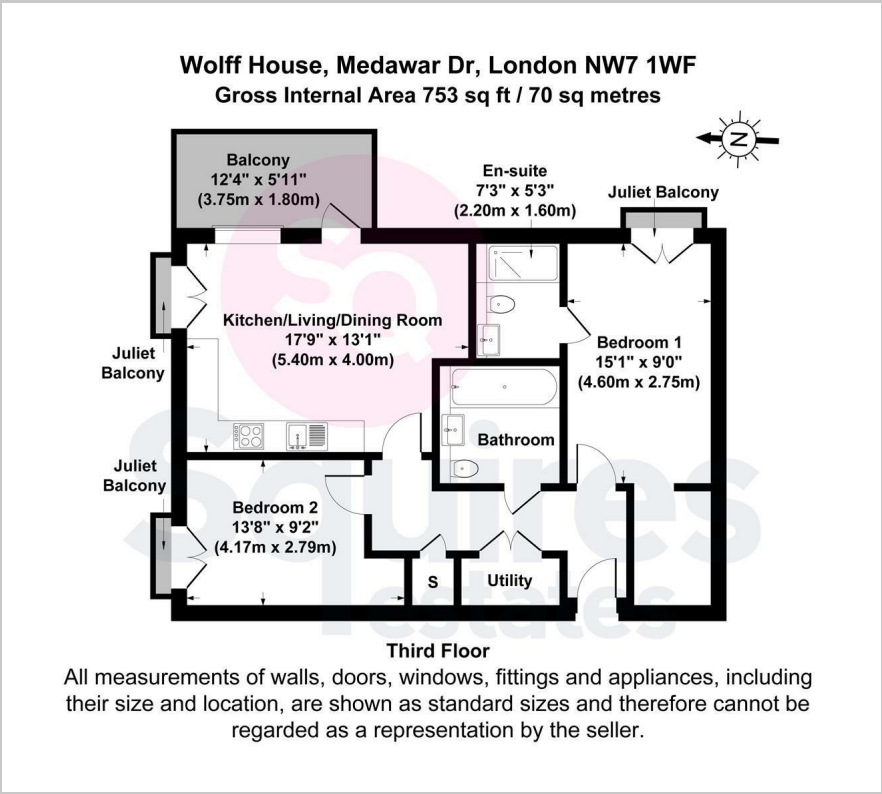 Wolff House, Medawar Dr, London NW7 1WF
Gross Internal Area 753 sq ft / 70 sq metres
N
Balcony
12'4" x 5'11"
(3.75m x 1.80m)
En-suite
7'3" x 5'3"
(2.20m x 1.60m)
Juliet Balcony
SQ
Kitchen/Living/Dining Room
17'9" x 13'1"
(5.40m x 4.00m)
Juliet
Balcony
Bedroom 1
15'1" x 9'0"
(4.60m x 2.75m)
Bathroom
Juliet
Balcony
Bedroom 2
13'8" x 9'2"
(4.17m x 2.79m)
Squires
estates
S
Utility
Third Floor
All measurements of walls, doors, windows, fittings and appliances, including
their size and location, are shown as standard sizes and therefore cannot be
regarded as a representation by the seller.